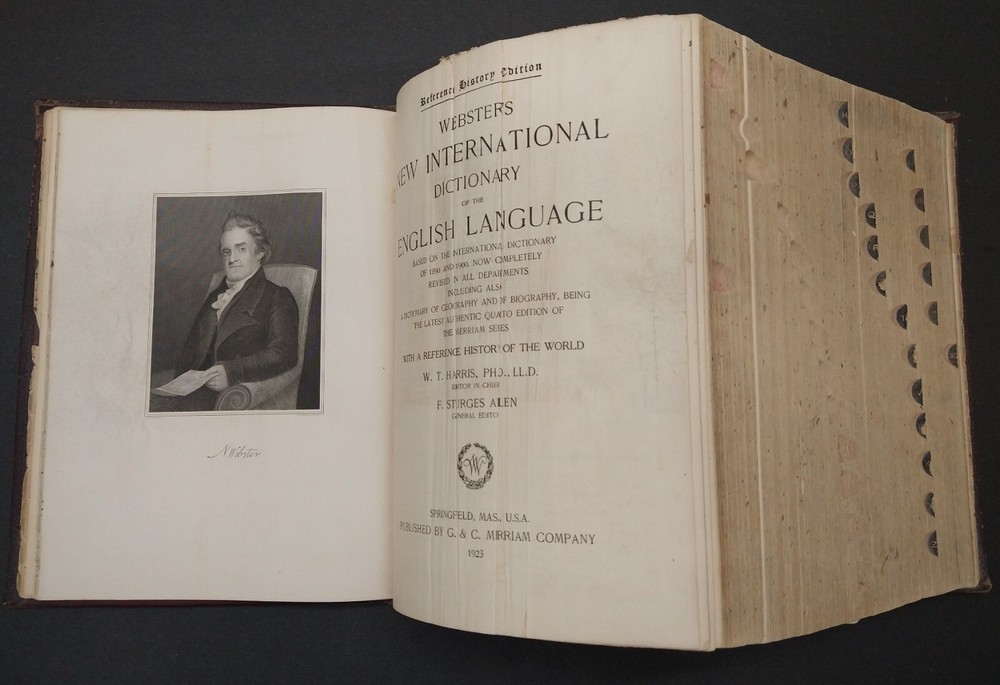 N Webster
Reference History Edition
WEBSTER'S
NEW INTERNATIONAL
DICTIONARY
OF THE
ENGLISH LANGUAGE
BASED ON THE INTERNATIONAL DICTIONARY
OF 1890 AND 1900. NOW COMPLETELY
REVISED IN ALL DEPARTMENTS
INCLUDING ALSO
A DICTIONARY OF GEOGRAPHY AND OF BIOGRAPHY, BEING
THE LATEST AUTHENTIC QUARTO EDITION OF
THE MERRIAM SERIES
WITH A REFERENCE HISTORY OF THE WORLD
W. T. HARRIS, PH.D., LL.D.
EDITOR IN CHIEF
F. STURGES ALLEN
GENERAL EDITOR
W
SPRINGFIELD, MASS., U.S.A.
PUBLISHED BY G. & C. MERRIAM COMPANY
1923